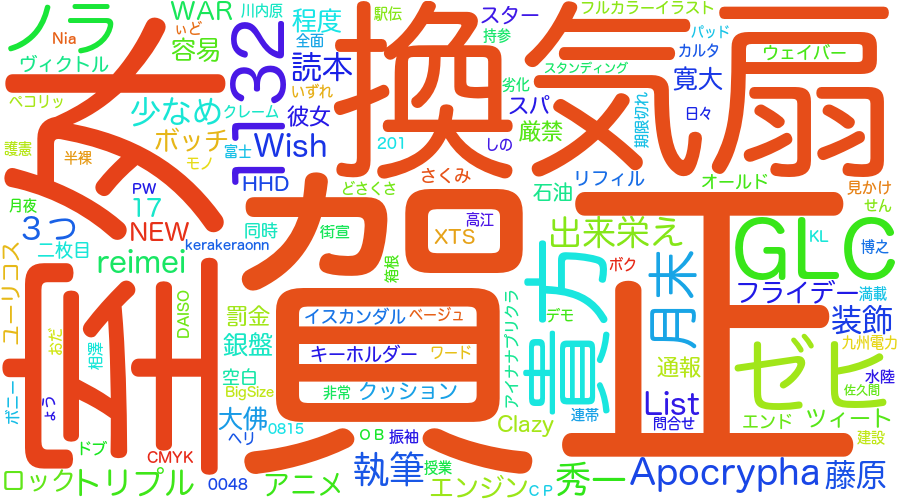 換気扇
賀正
ノラ
Nia
ぃど
WAR
川内原
程度
駅伝
スター
フルカラーイラスト
持参
パッド
カルタ
ウェイバー
ヴィクトル
容易
全面
1132
読本
スタンディング
劣化
寛大
ペコリッ
少なめ
クレーム
いずれ
彼女
スパ
期限切れ
日々
護憲
半裸
ボッチ
モノ
富士
Wish
201
しの
厳禁
PW
HHD
どさくさ
さくみ
石油
リフィル
オールド
見かけ
せん
月夜
17
3つ
NEW
同時
街宣
高江
XTS
出来栄え
GLC
KL
博之
二枚目
kerakeraonn
reimei
箱根
ボク
月末
フライデー
満載
ユーリコス
DAISO
罰金
イスカンダル
ベージュ
アイナナブリクラ
貴方
デモ
装飾
おだ
銀盤
キーホルダー
ワード
通報
ゼヒ
九州電力
水陸
空白
BigSize
非常
クッション
List
佐久間
ボニー
ょう
大佛
ヘリ
0815
OB
振袖
Clazy
連帯
問合せ
エンド
ツイート
建設
ドブ
CMYK
執筆
授業
ロック
トリプル
0048
アニメ
エンジン
CP
秀一
Apocrypha
藤原